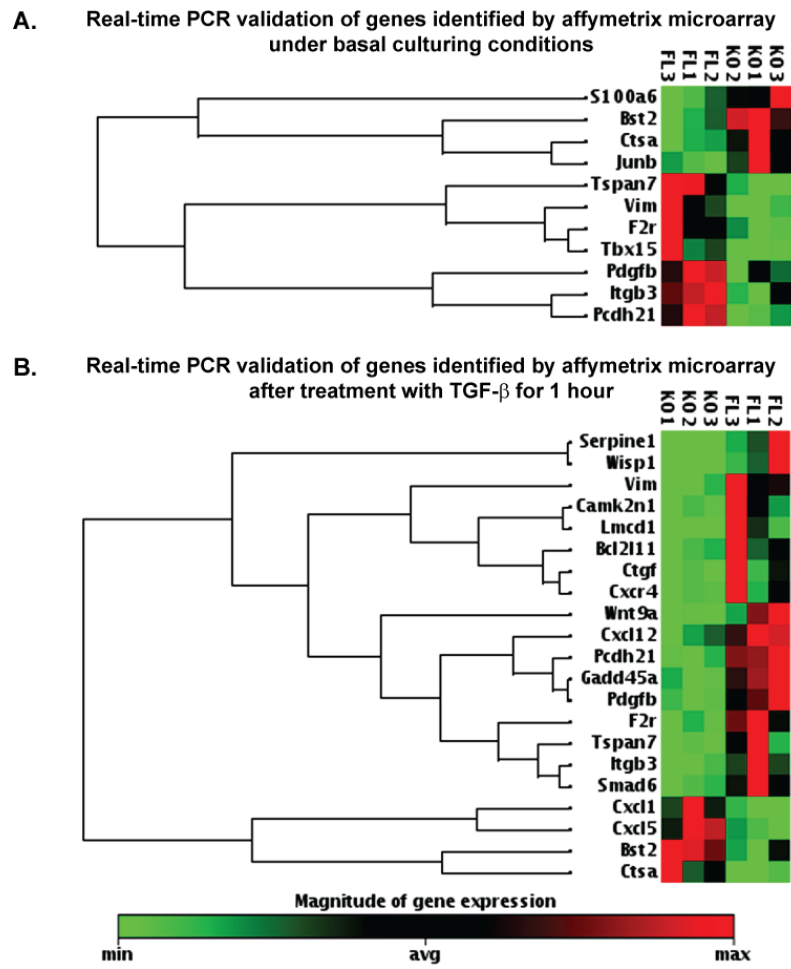 A. Real-time PCR validation of genes identified by affymetrix microarray
under basal culturing conditions
FL3 FL1 FL2 KO2 KO1 KO3
S100a6
Bst2
Ctsa
Junb
Tspan7
Vim
F2r
Tbx15
Pdgfb
Itgb3
Pcdh21
B. Real-time PCR validation of genes identified by affymetrix microarray
after treatment with TGF-β for 1 hour
KO1 KO2 KO3 FL3 FL1 FL2
Serpine1
Wisp1
Vim
Camk2n1
Lmcd1
Bcl2l11
Ctgf
Cxcr4
Wnt9a
Cxcl12
Pcdh21
Gadd45a
Pdgfb
F2r
Tspan7
Itgb3
Smad6
Cxcl1
Cxcl5
Bst2
Ctsa
Magnitude of gene expression
min avg max